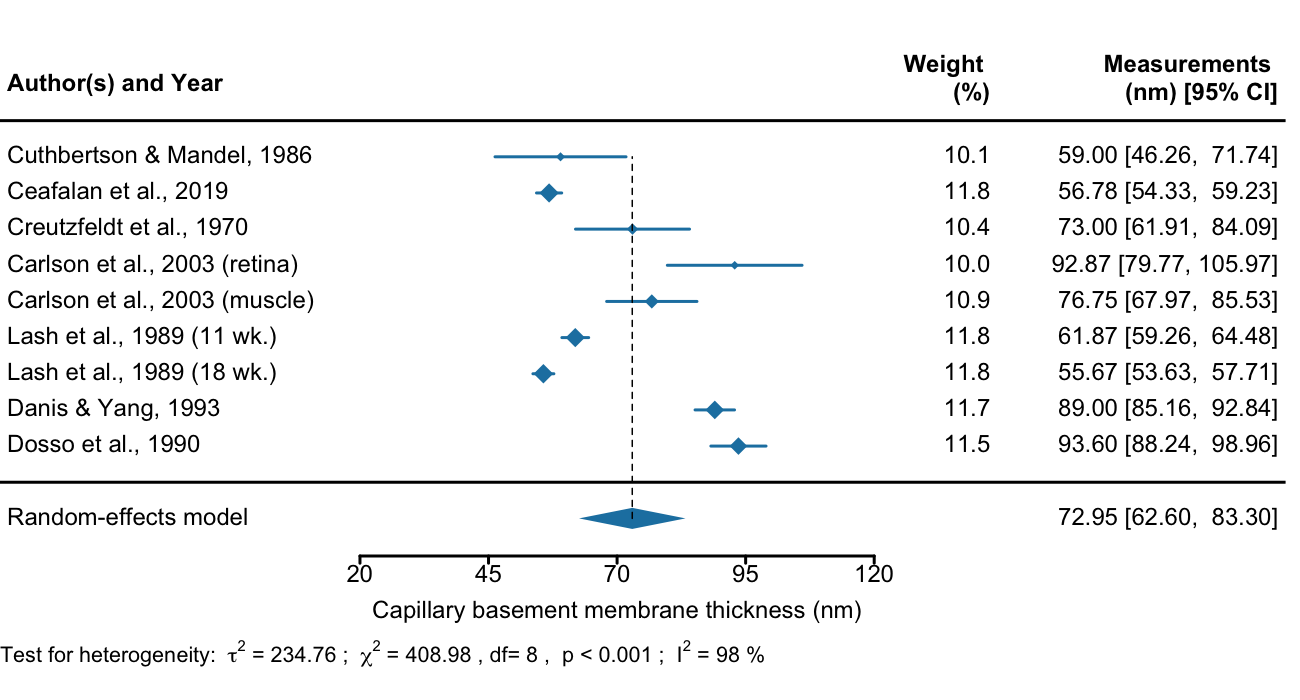 Author(s) and Year Weight (%) Measurements (nm) [95% CI]
Cuthbertson & Mandel, 1986 10.1 59.00 [46.26, 71.74]
Ceafalan et al., 2019 11.8 56.78 [54.33, 59.23]
Creutzfeldt et al., 1970 10.4 73.00 [61.91, 84.09]
Carlson et al., 2003 (retina) 10.0 92.87 [79.77, 105.97]
Carlson et al., 2003 (muscle) 10.9 76.75 [67.97, 85.53]
Lash et al., 1989 (11 wk.) 11.8 61.87 [59.26, 64.48]
Lash et al., 1989 (18 wk.) 11.8 55.67 [53.63, 57.71]
Danis & Yang, 1993 11.7 89.00 [85.16, 92.84]
Dosso et al., 1990 11.5 93.60 [88.24, 98.96]
Random-effects model 72.95 [62.60, 83.30]
20 45 70 95 120
Capillary basement membrane thickness (nm)
Test for heterogeneity: τ² = 234.76 ; χ² = 408.98 , df= 8 , p < 0.001 ; I² = 98 %